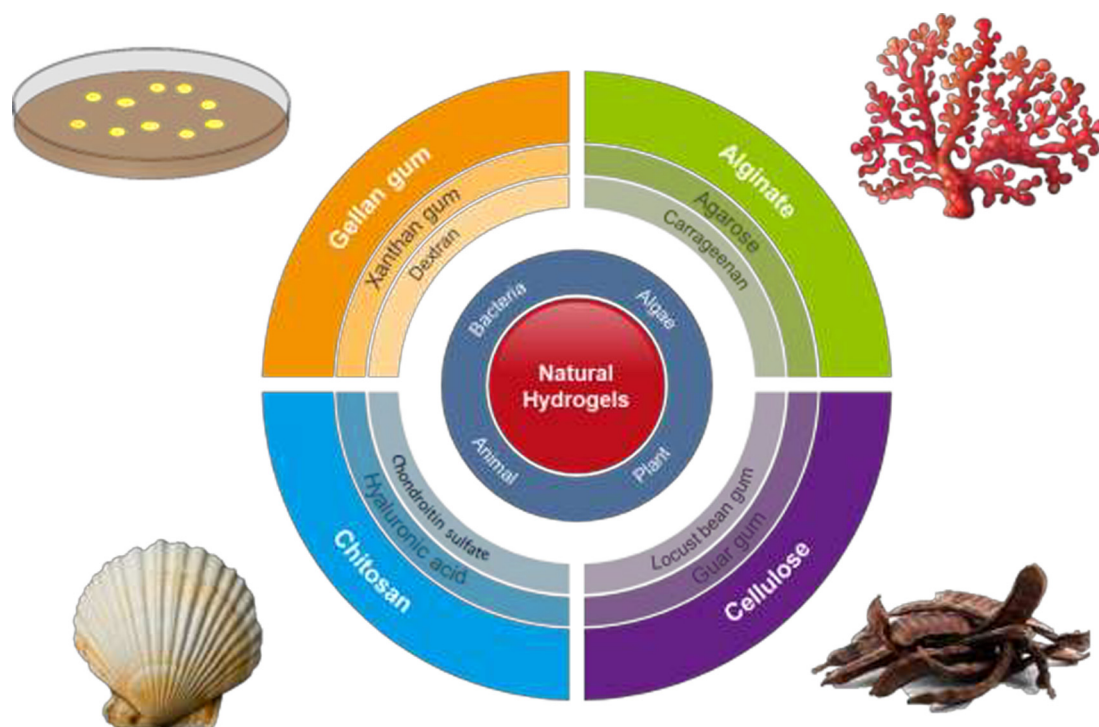 Gellan gum
Xanthan gum
Dextran
Alginate
Agarose
Carrageenan
Bacteria
Algae
Natural
Hydrogels
Animal
Plant
Chondroitin sulfate
Hyaluronic acid
Chitosan
Locust bean gum
Guar gum
Cellulose